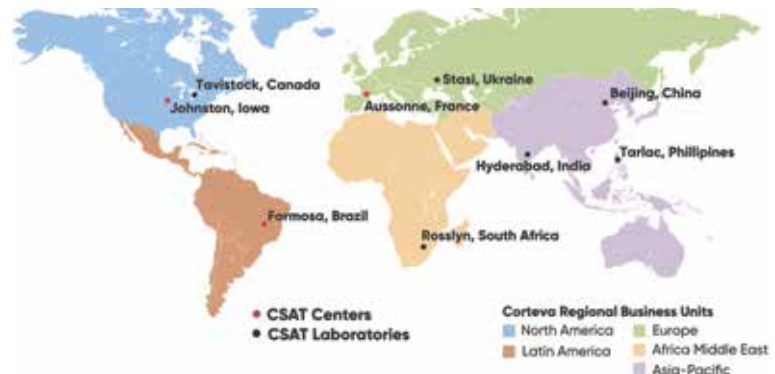 Tavistock, Canada
Johnston, Iowa
Stasi, Ukraine
Aussonne, France
Beijing, China
Hyderabad, India
Tarlac, Phillipines
Formosa, Brazil
Rosslyn, South Africa
CSAT Centers
CSAT Laboratories
Corteva Regional Business Units
North America
Europe
Latin America
Africa Middle East
Asia-Pacific